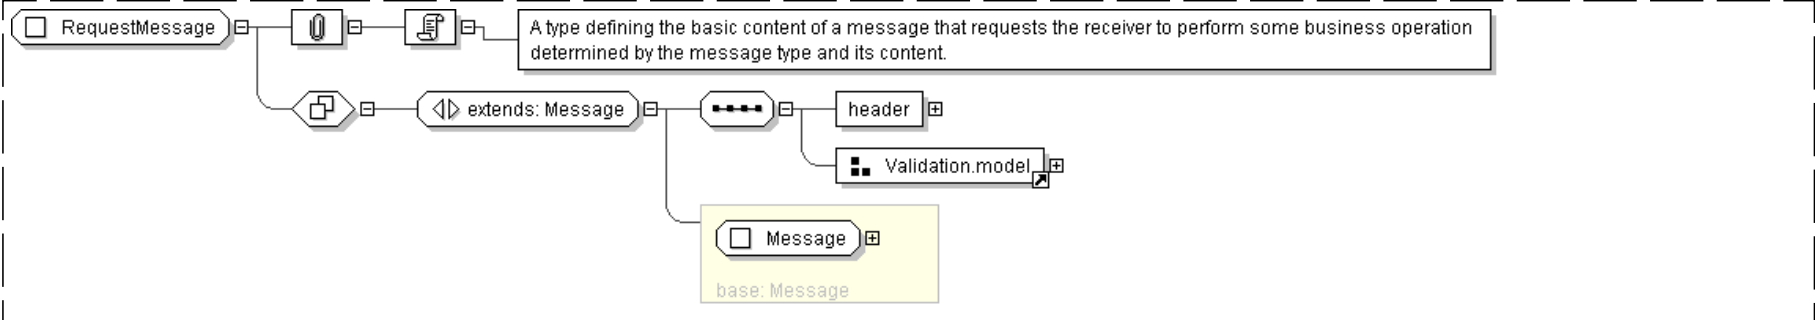 RequestMessage
A type defining the basic content of a message that requests the receiver to perform some business operation
determined by the message type and its content.
extends: Message
header
Validation.model
Message
base: Message